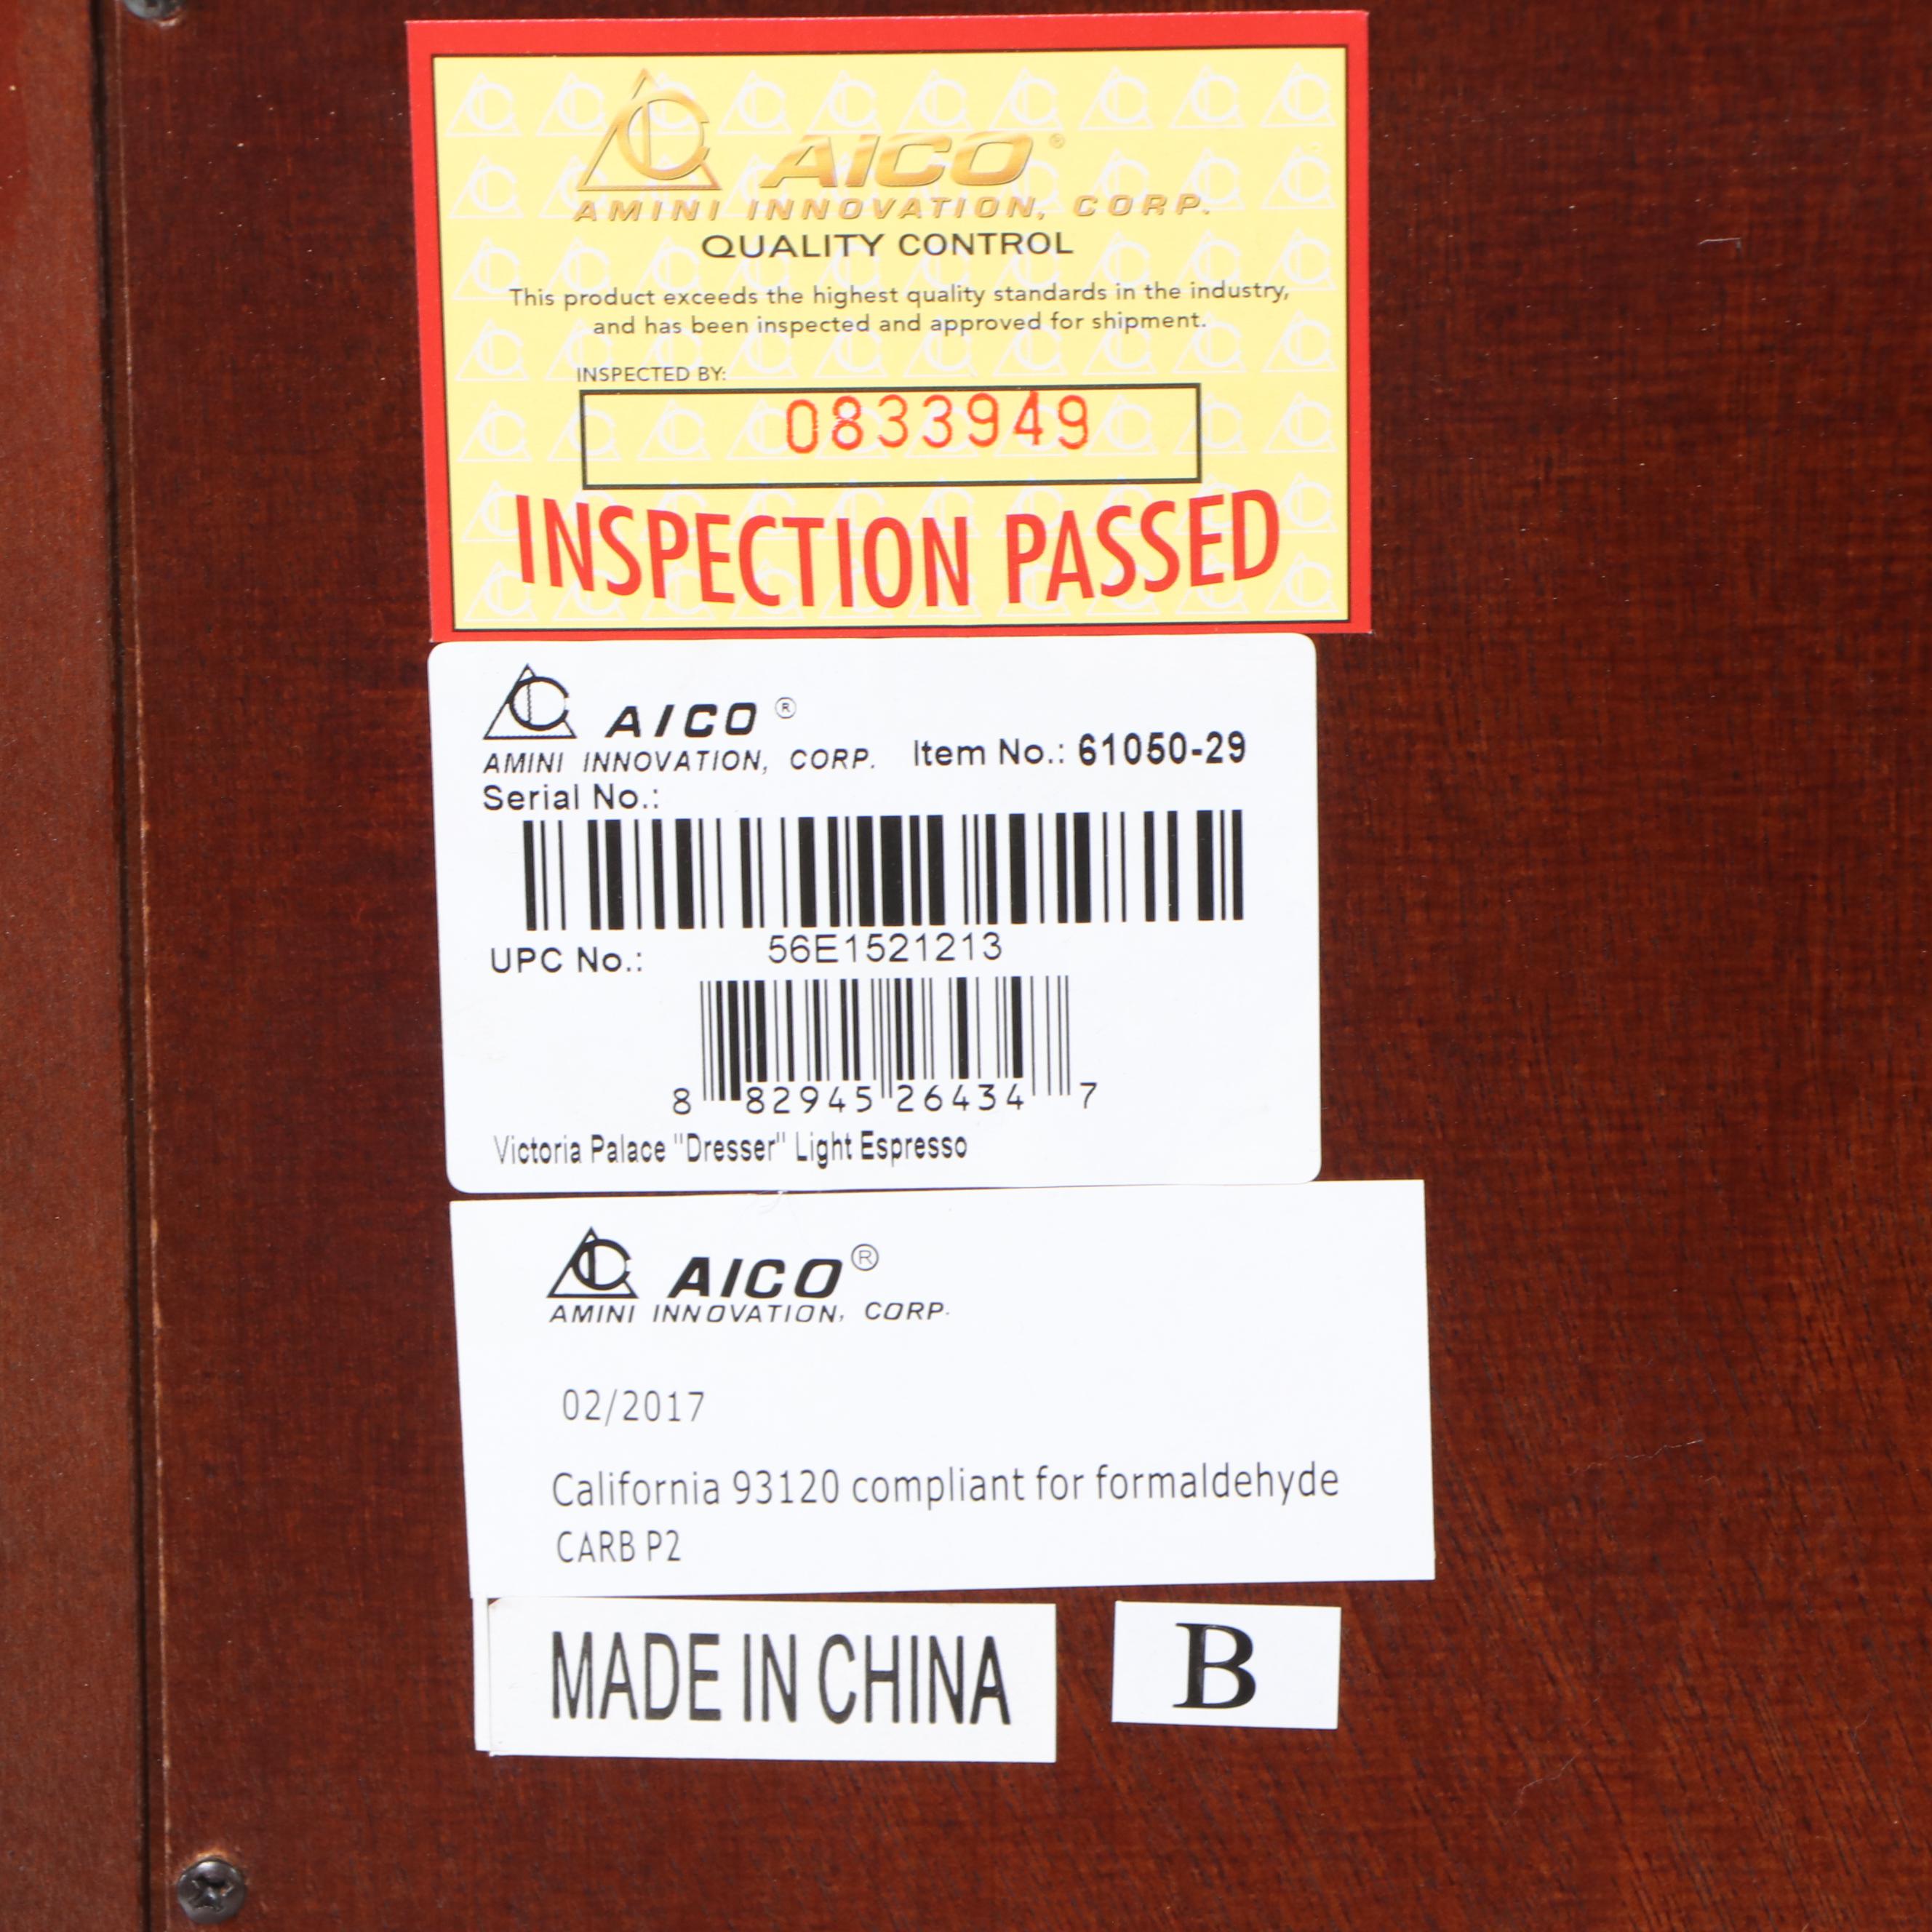 AICO®
AMINI INNOVATION, CORP.
QUALITY CONTROL
This product exceeds the highest quality standards in the industry,
and has been inspected and approved for shipment.
INSPECTED BY:
0833949
INSPECTION PASSED
AICO ®
AMINI INNOVATION, CORP. Item No.: 61050-29
Serial No.:
56E1521213
UPC No.:
8 82945 26434 7
Victoria Palace "Dresser" Light Espresso
AICO®
AMINI INNOVATION, CORP.
02/2017
California 93120 compliant for formaldehyde
CARB P2
MADE IN CHINA
B